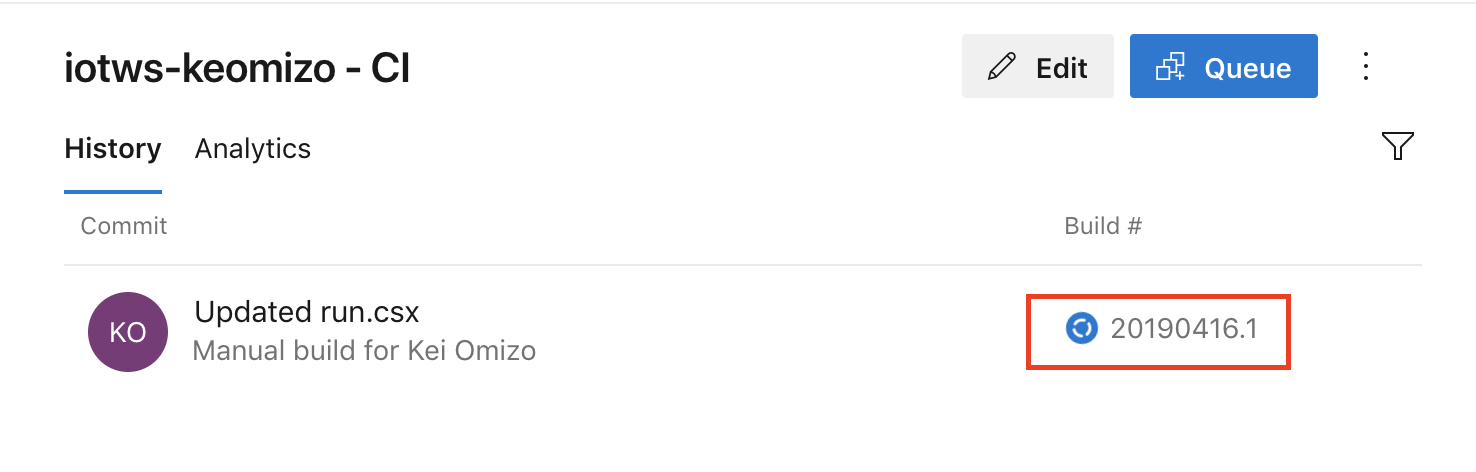 iotws-keomizo - CI
Edit
Queue
History
Analytics
Commit
Build #
KO
Updated run.csx
Manual build for Kei Omizo
20190416.1